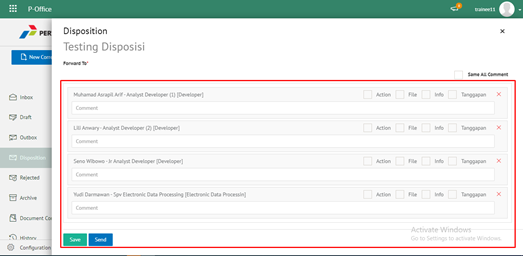 P-Office
traineer1
Disposition
Testing Disposisi
Forward To*
Same All Comment
Muhamad Asrapil Arif - Analyst Developer (1) [Developer]
Action
File
Info
Tanggapan
Comment
Lili Anwary - Analyst Developer (2) [Developer]
Action
File
Info
Tanggapan
Comment
Seno Wibowo - Jr Analyst Developer [Developer]
Action
File
Info
Tanggapan
Comment
Yudi Darmawan - Spv Electronic Data Processing [Electronic Data Processin]
Action
File
Info
Tanggapan
Comment
Save
Send
PER
New Corre
Inbox
Draft
Outbox
Disposition
Rejected
Archive
Document Co
History
Configuration
Activate Windows
Go to Settings to activate Windows.